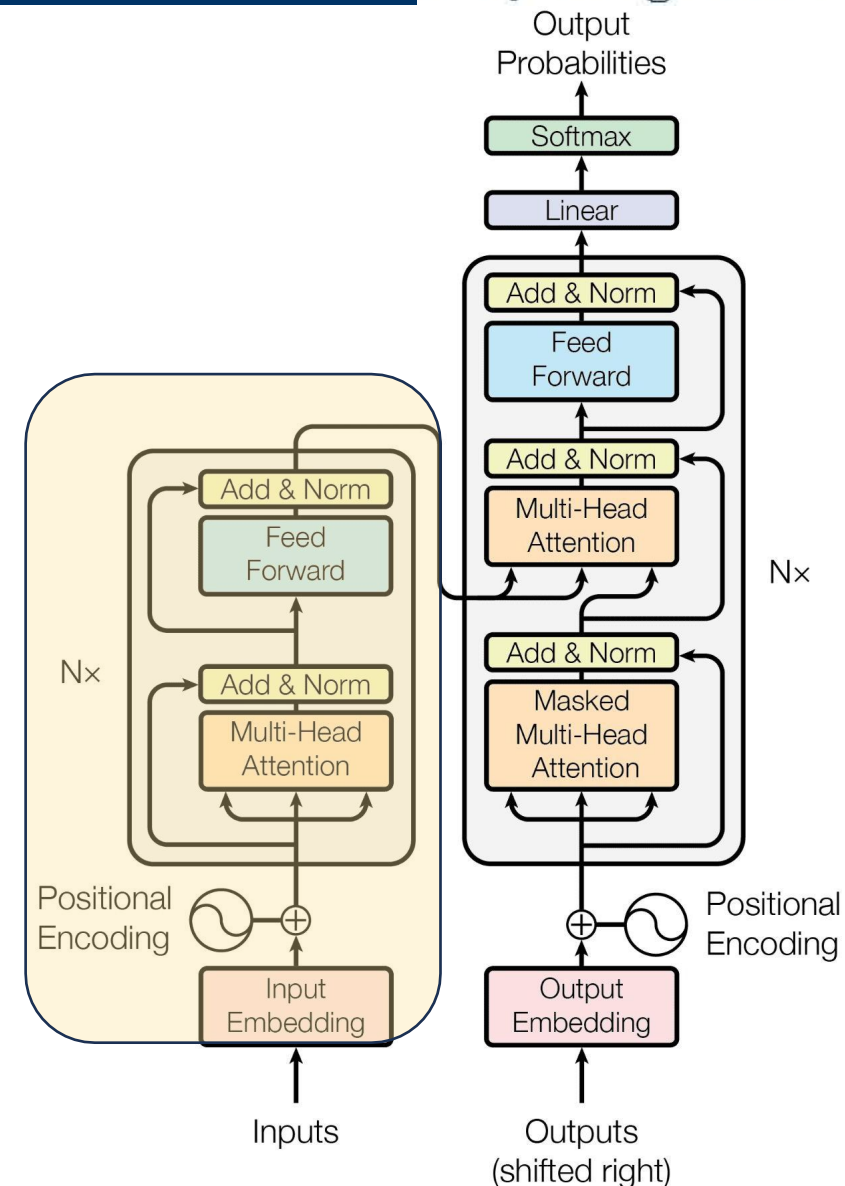 Output
Probabilities
Softmax
Linear
Add & Norm
Feed
Forward
Add & Norm
Multi-Head
Attention
N×
Add & Norm
Masked
Multi-Head
Attention
Positional
Encoding
Output
Embedding
Outputs
(shifted right)
Add & Norm
Feed
Forward
N×
Add & Norm
Multi-Head
Attention
Positional
Encoding
Input
Embedding
Inputs